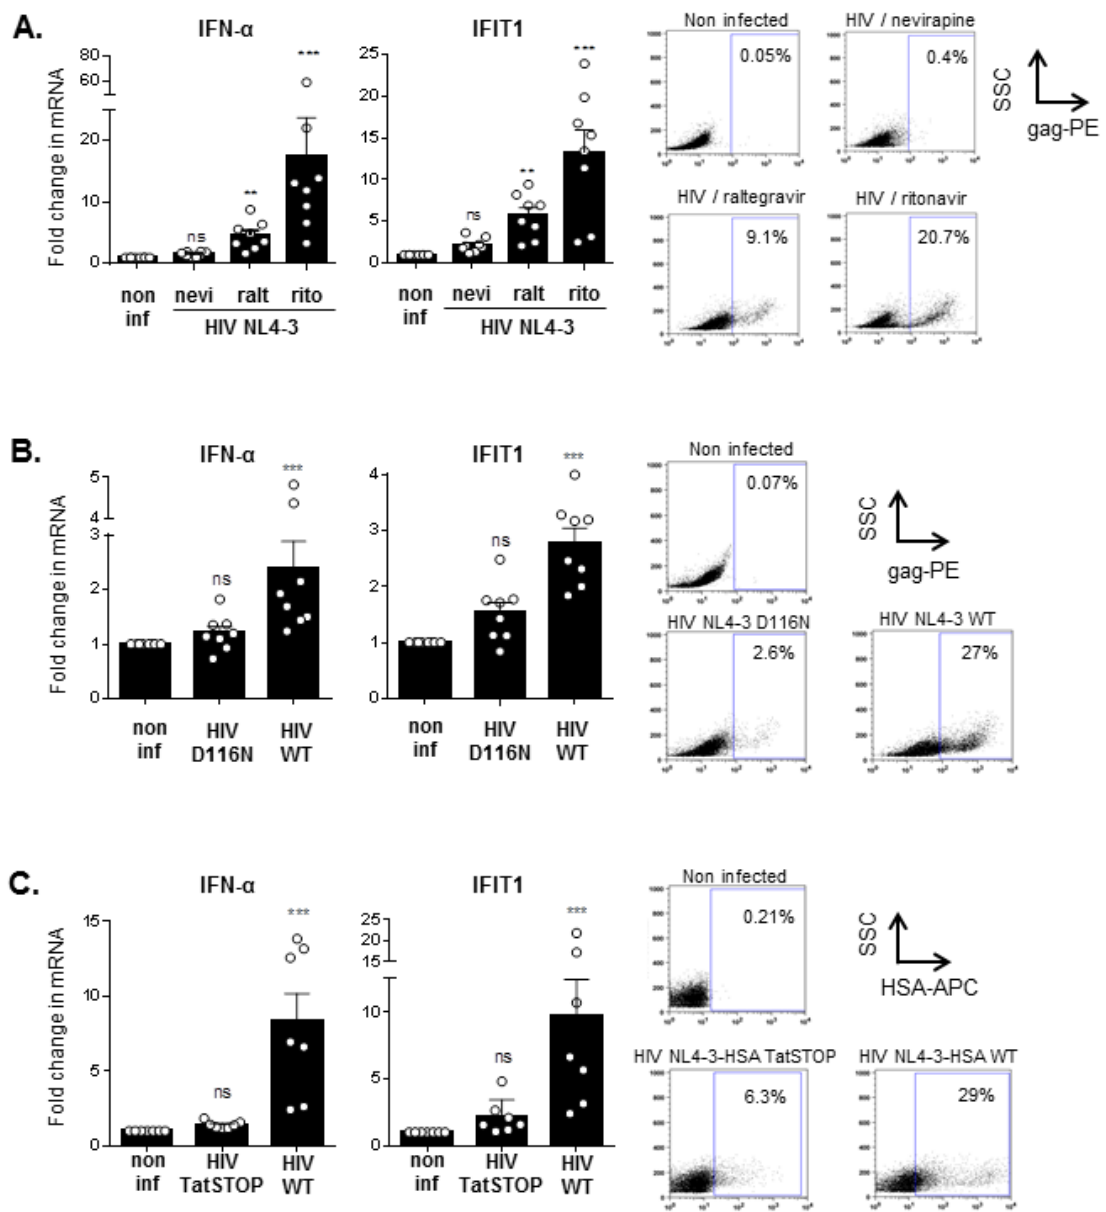 A.
IFN-α
IFIT1
Fold change in mRNA
80
60
20
10
0
ns
**
***
non inf
nevi
ralt
rito
HIV NL4-3
25
20
15
10
5
0
ns
**
***
non inf
nevi
ralt
rito
HIV NL4-3
Non infected
0.05%
HIV / nevirapine
0.4%
SSC
gag-PE
HIV / raltegravir
9.1%
HIV / ritonavir
20.7%
B.
IFN-α
IFIT1
Fold change in mRNA
5
4
3
2
1
0
ns
***
non inf
HIV D116N
HIV WT
4
3
2
1
0
ns
***
non inf
HIV D116N
HIV WT
Non infected
0.07%
SSC
gag-PE
HIV NL4-3 D116N
2.6%
HIV NL4-3 WT
27%
C.
IFN-α
IFIT1
Fold change in mRNA
15
10
5
0
ns
***
non inf
HIV TatSTOP
HIV WT
25
20
15
10
5
0
ns
***
non inf
HIV TatSTOP
HIV WT
Non infected
0.21%
SSC
HSA-APC
HIV NL4-3-HSA TatSTOP
6.3%
HIV NL4-3-HSA WT
29%